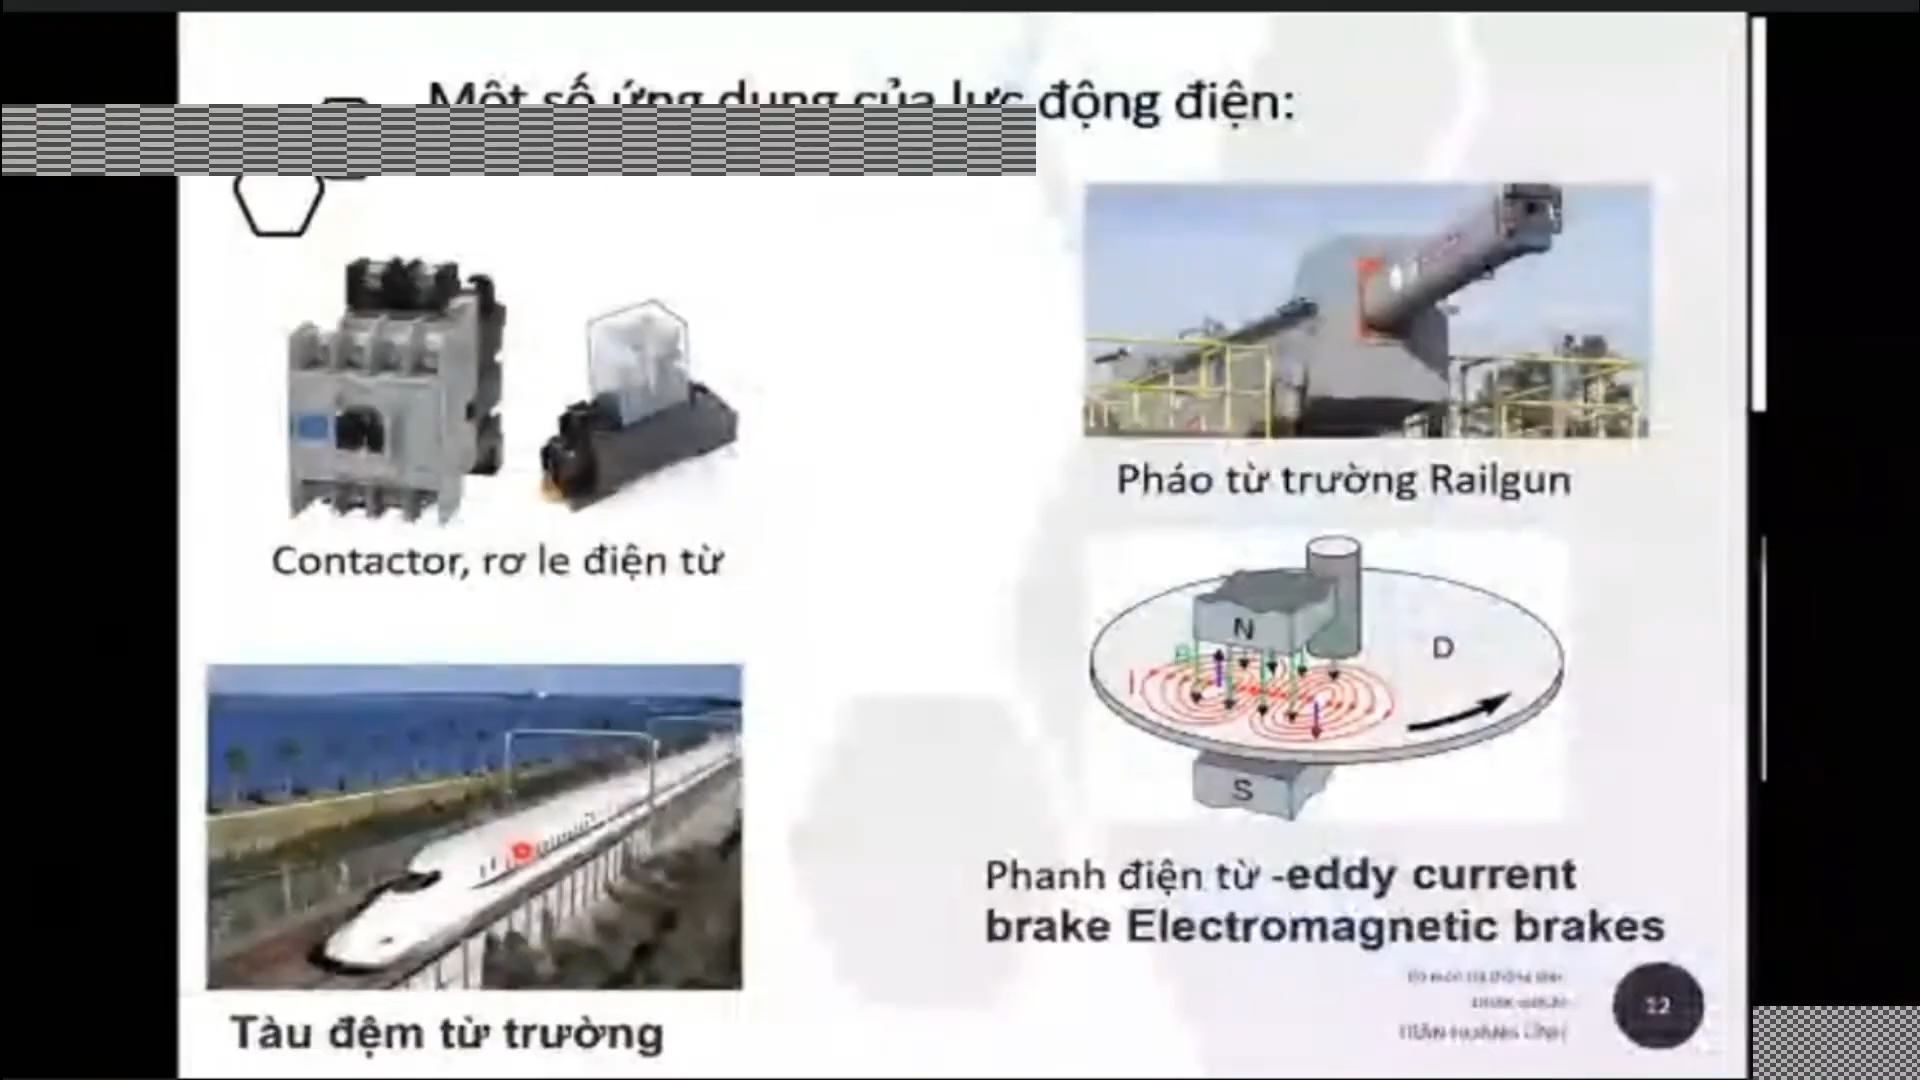 Một số ứng dụng của lực động điện:
Pháo từ trường Railgun
Contactor, rơ le điện từ
N
B
D
I
S
Phanh điện từ -eddy current
brake Electromagnetic brakes
12
Tàu đệm từ trường